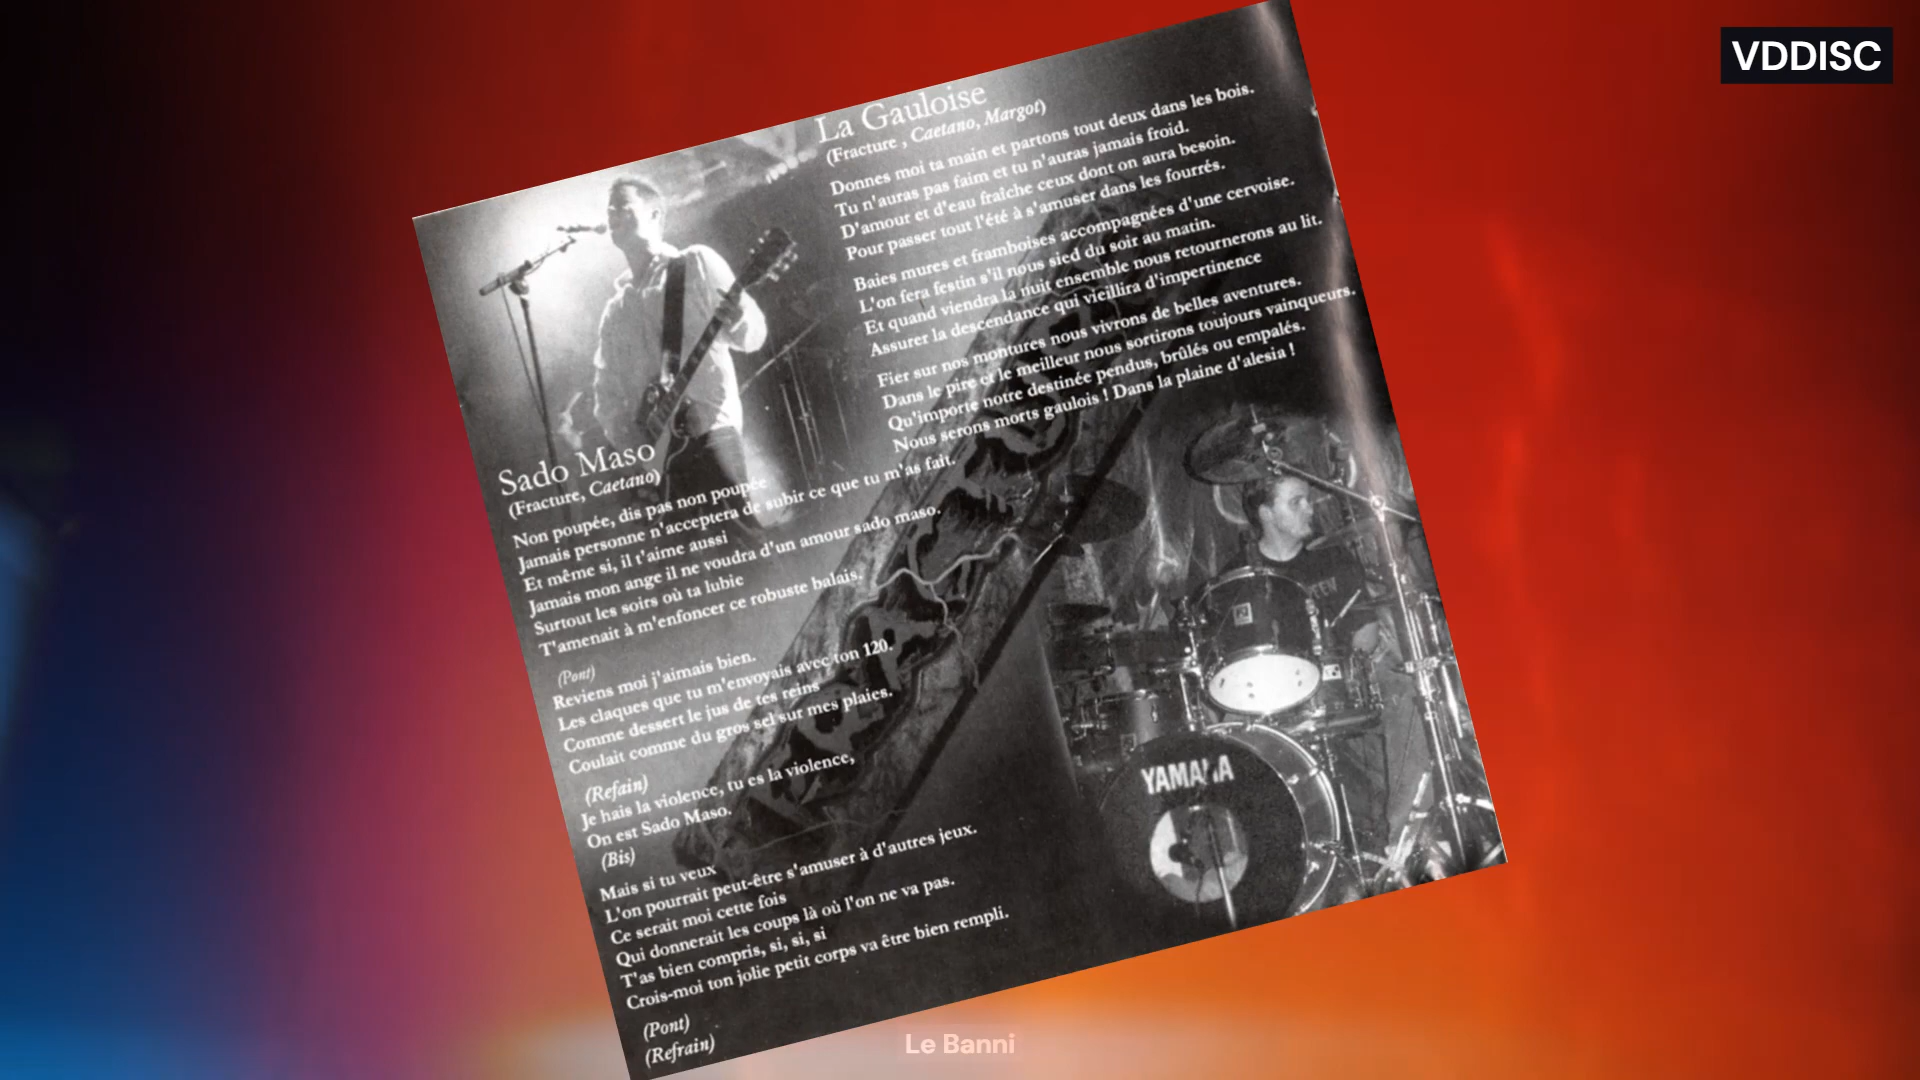 VDDISC
La Gauloise
(Fracture , Caetano, Margot)
Donnes moi ta main et partons tout deux dans les bois.
Tu n'auras pas faim et tu n'auras jamais froid.
D'amour et d'eau fraîche ceux dont on aura besoin.
Pour passer tout l'été à s'amuser dans les fourrés.
Baies mures et framboises accompagnées d'une cervoise.
L'on fera festin s'il nous sied du soir au matin.
Et quand viendra la nuit ensemble nous retournerons au lit.
Assurer la descendance qui vieillira d'impertinence
Fier sur nos montures nous vivrons de belles aventures.
Dans le pire et le meilleur nous sortirons toujours vainqueurs.
Qu'importe notre destinée pendus, brûlés ou empalés.
Nous serons morts gaulois ! Dans la plaine d'alesia !
Sado Maso
(Fracture, Caetano)
Non poupée, dis pas non poupée
Jamais personne n'acceptera de subir ce que tu m'as fait.
Et même si, il t'aime aussi
Jamais mon ange il ne voudra d'un amour sado maso.
Surtout les soirs où ta lubie
T'amenait à m'enfoncer ce robuste balais.
(Pont)
Reviens moi j'aimais bien.
Les claques que tu m'envoyais avec ton 120.
Comme dessert le jus de tes reins
Coulait comme du gros sel sur mes plaies.
(Refain)
Je hais la violence, tu es la violence,
On est Sado Maso.
(Bis)
Mais si tu veux
L'on pourrait peut-être s'amuser à d'autres jeux.
Ce serait moi cette fois
Qui donnerait les coups là où l'on ne va pas.
T'as bien compris, si, si, si
Crois-moi ton jolie petit corps va être bien rempli.
(Pont)
(Refrain)
YAMAHA
Le Banni